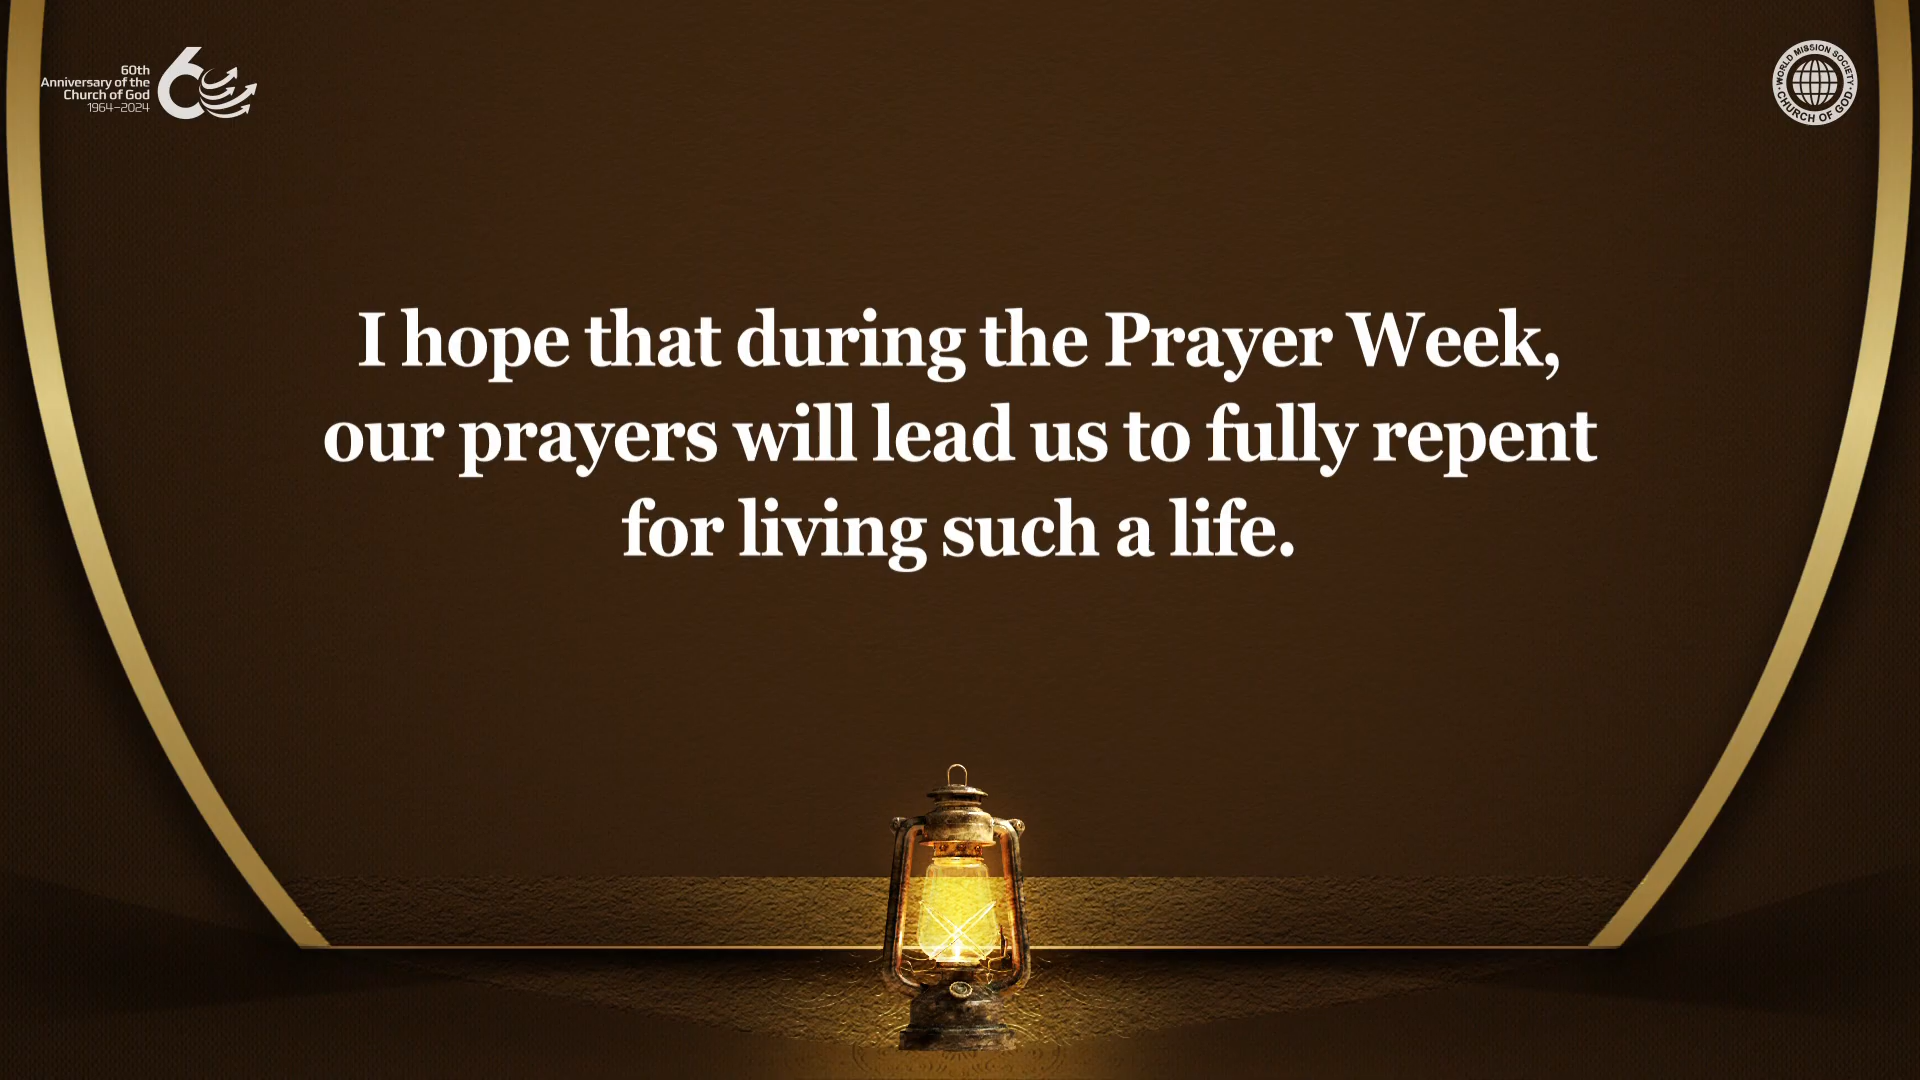 60th
Anniversary of the
Church of God
1964–2024
60
WORLD MISSION SOCIETY
CHURCH OF GOD
I hope that during the Prayer Week,
our prayers will lead us to fully repent
for living such a life.